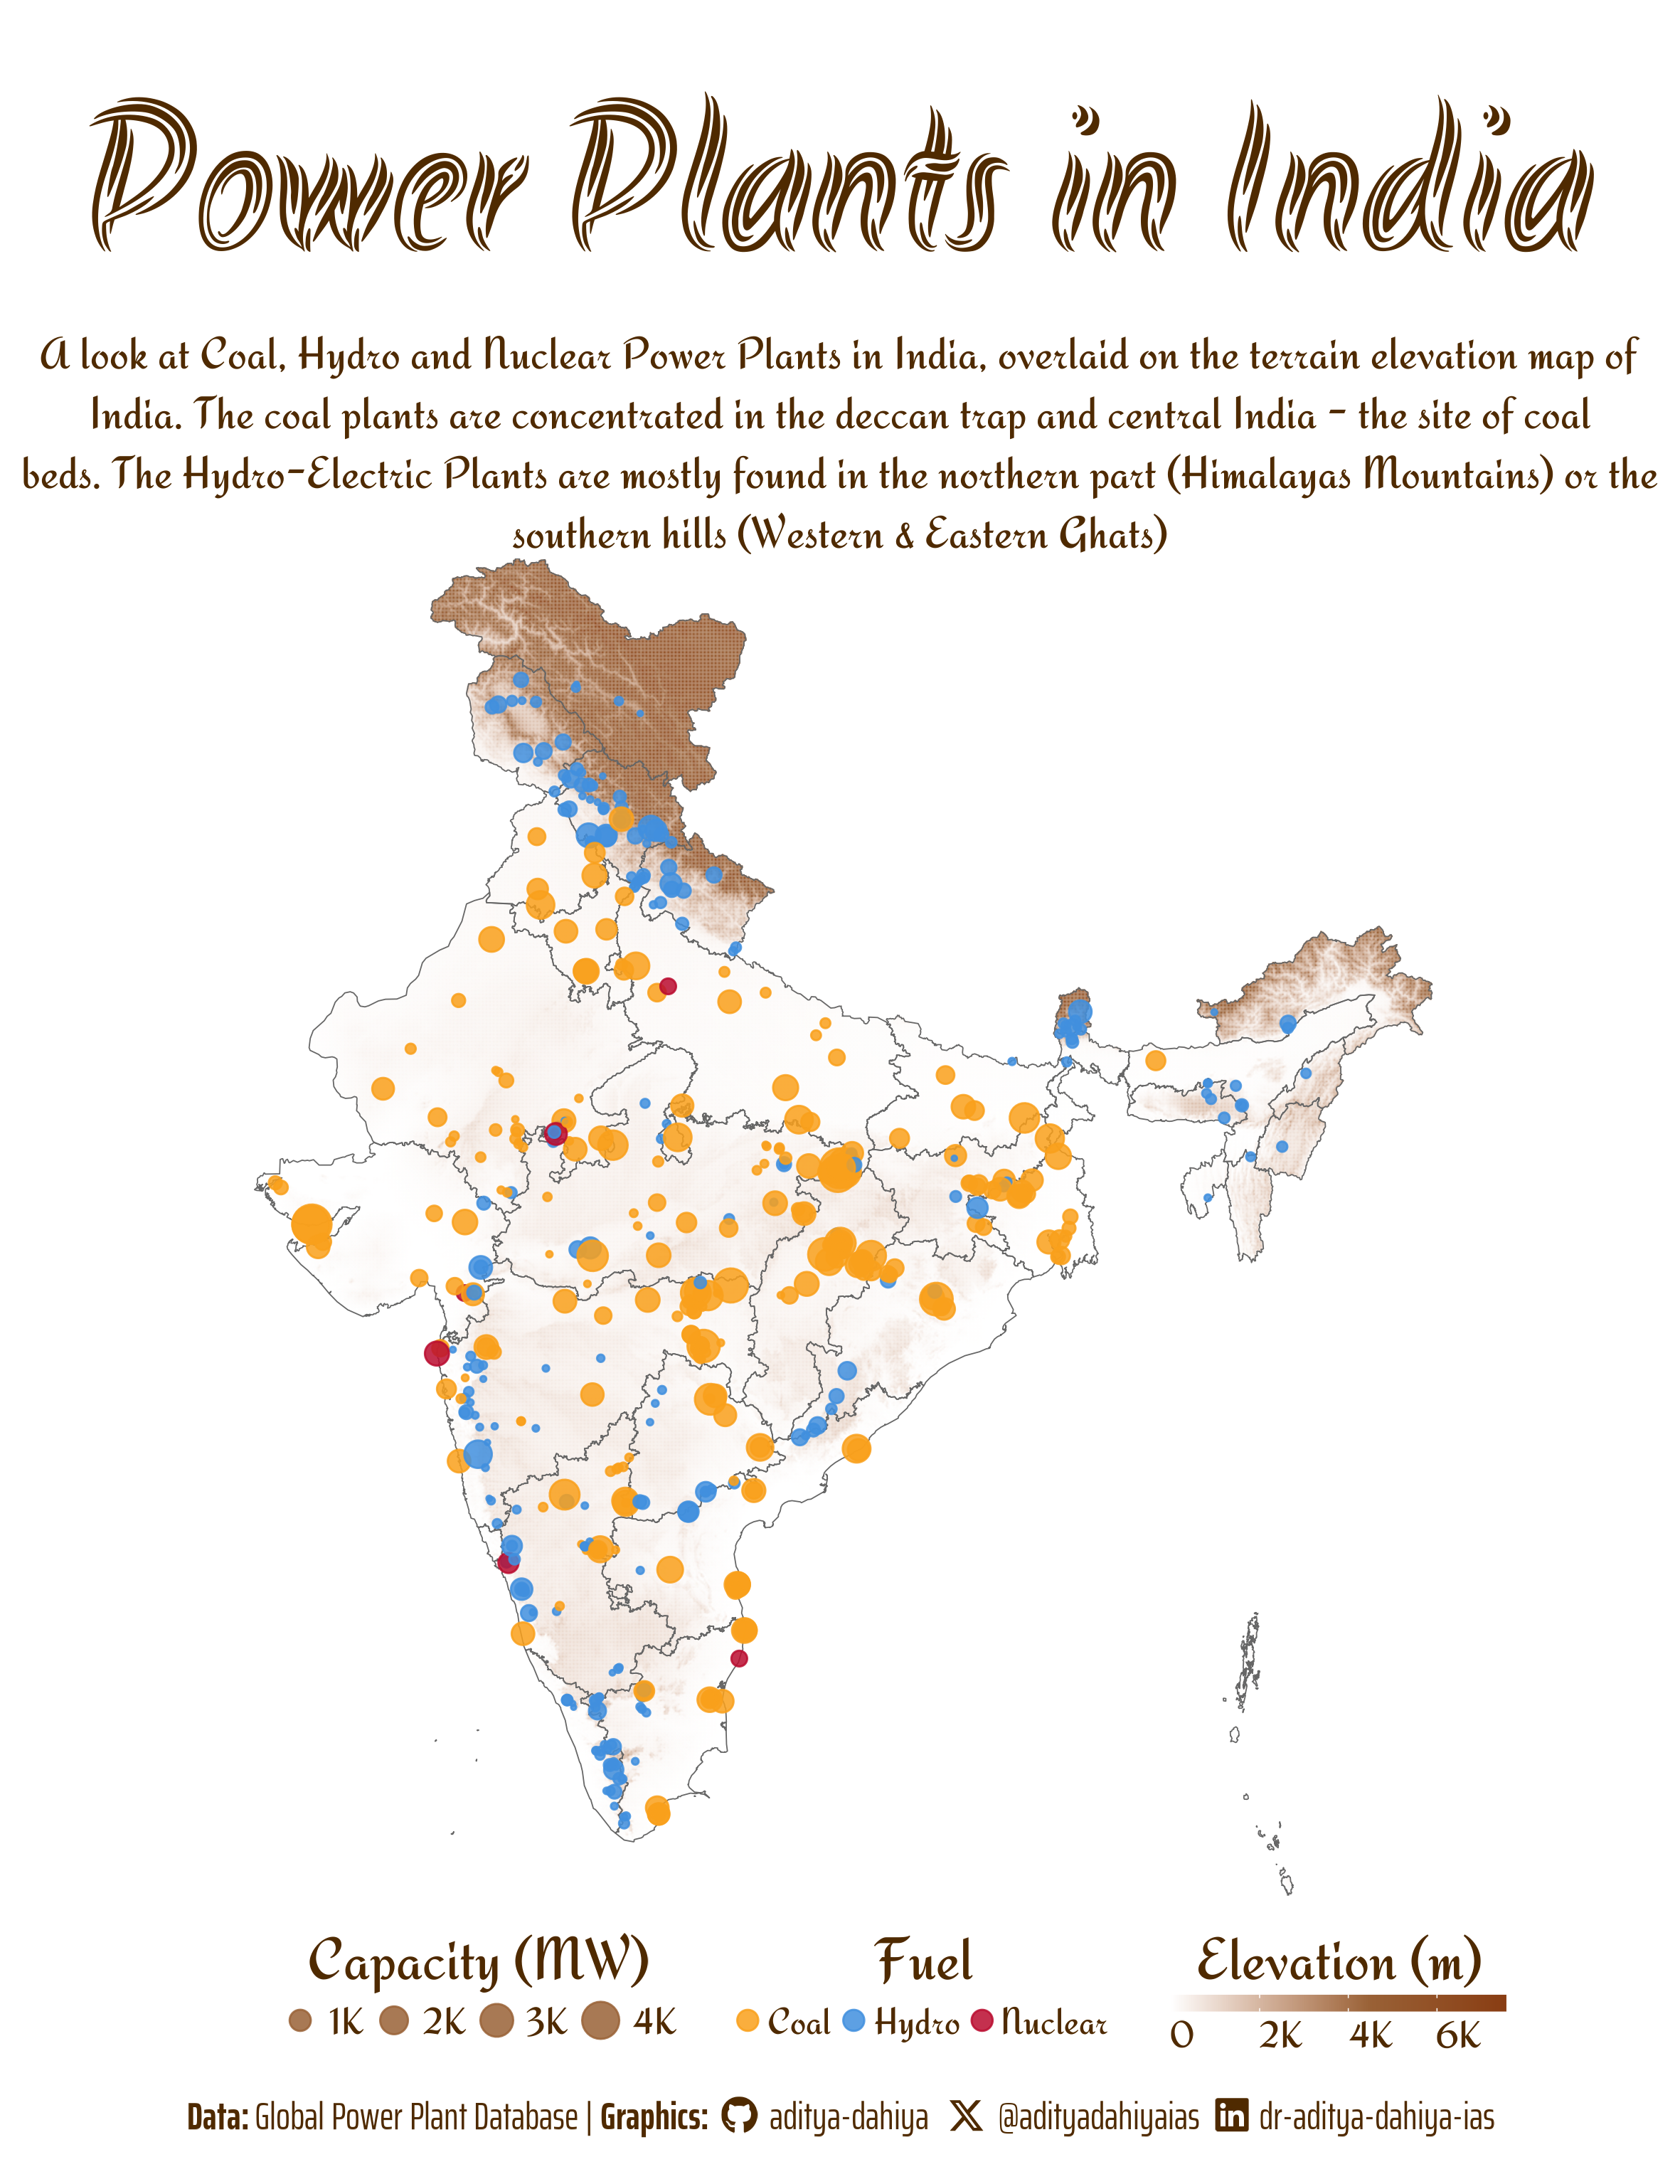 Power Plants in India
A look at Coal, Hydro and Nuclear Power Plants in India, overlaid on the terrain elevation map of
India. The coal plants are concentrated in the deccan trap and central India - the site of coal
beds. The Hydro-Electric Plants are mostly found in the northern part (Himalayas Mountains) or the
southern hills (Western & Eastern Ghats)
Capacity (MW) Fuel Elevation (m)
1K 2K 3K 4K Coal Hydro Nuclear
0 2K 4K 6K
Data: Global Power Plant Database | Graphics: aditya-dahiya @adityadahiyaias dr-aditya-dahiya-ias